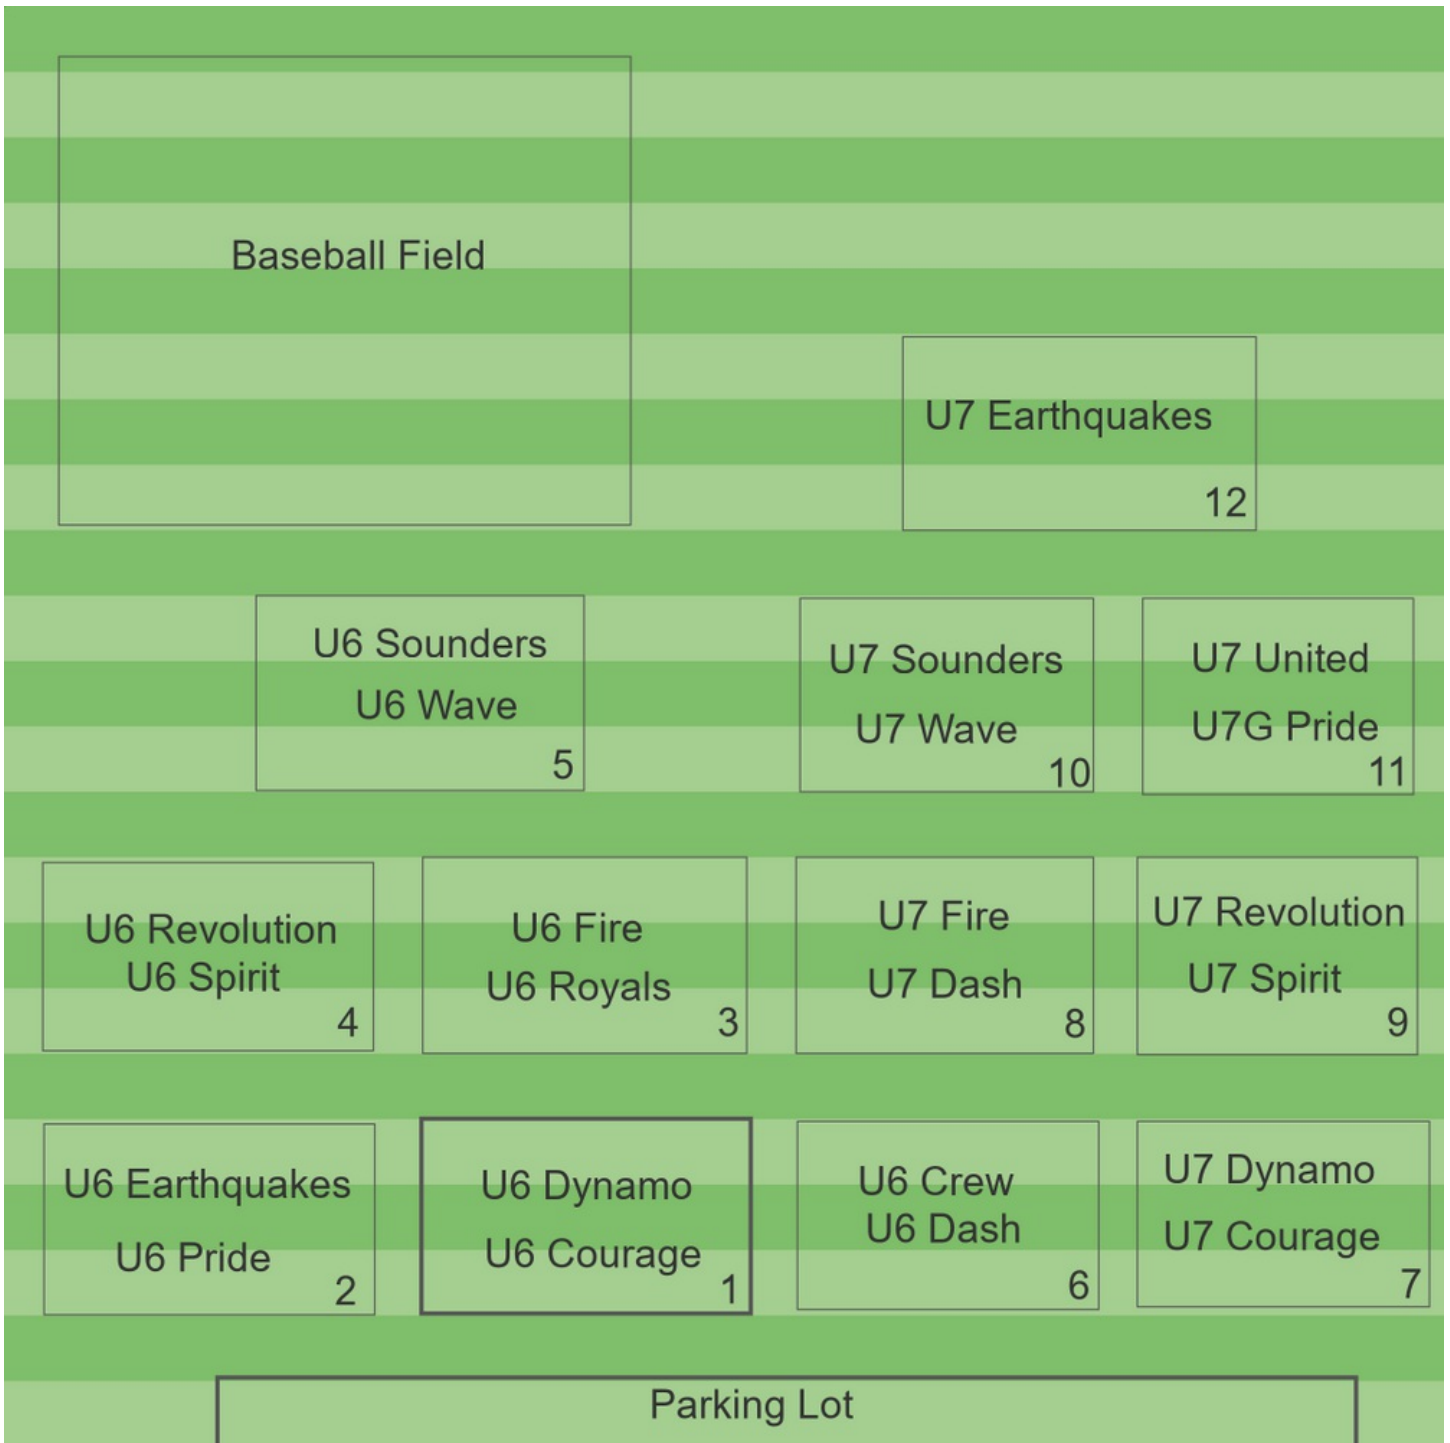 Baseball Field
U7 Earthquakes
12
U6 Sounders
U6 Wave
5
U7 Sounders
U7 Wave
10
U7 United
U7G Pride
11
U6 Revolution
U6 Spirit
4
U6 Fire
U6 Royals
3
U7 Fire
U7 Dash
8
U7 Revolution
U7 Spirit
9
U6 Earthquakes
U6 Pride
2
U6 Dynamo
U6 Courage
1
U6 Crew
U6 Dash
6
U7 Dynamo
U7 Courage
7
Parking Lot